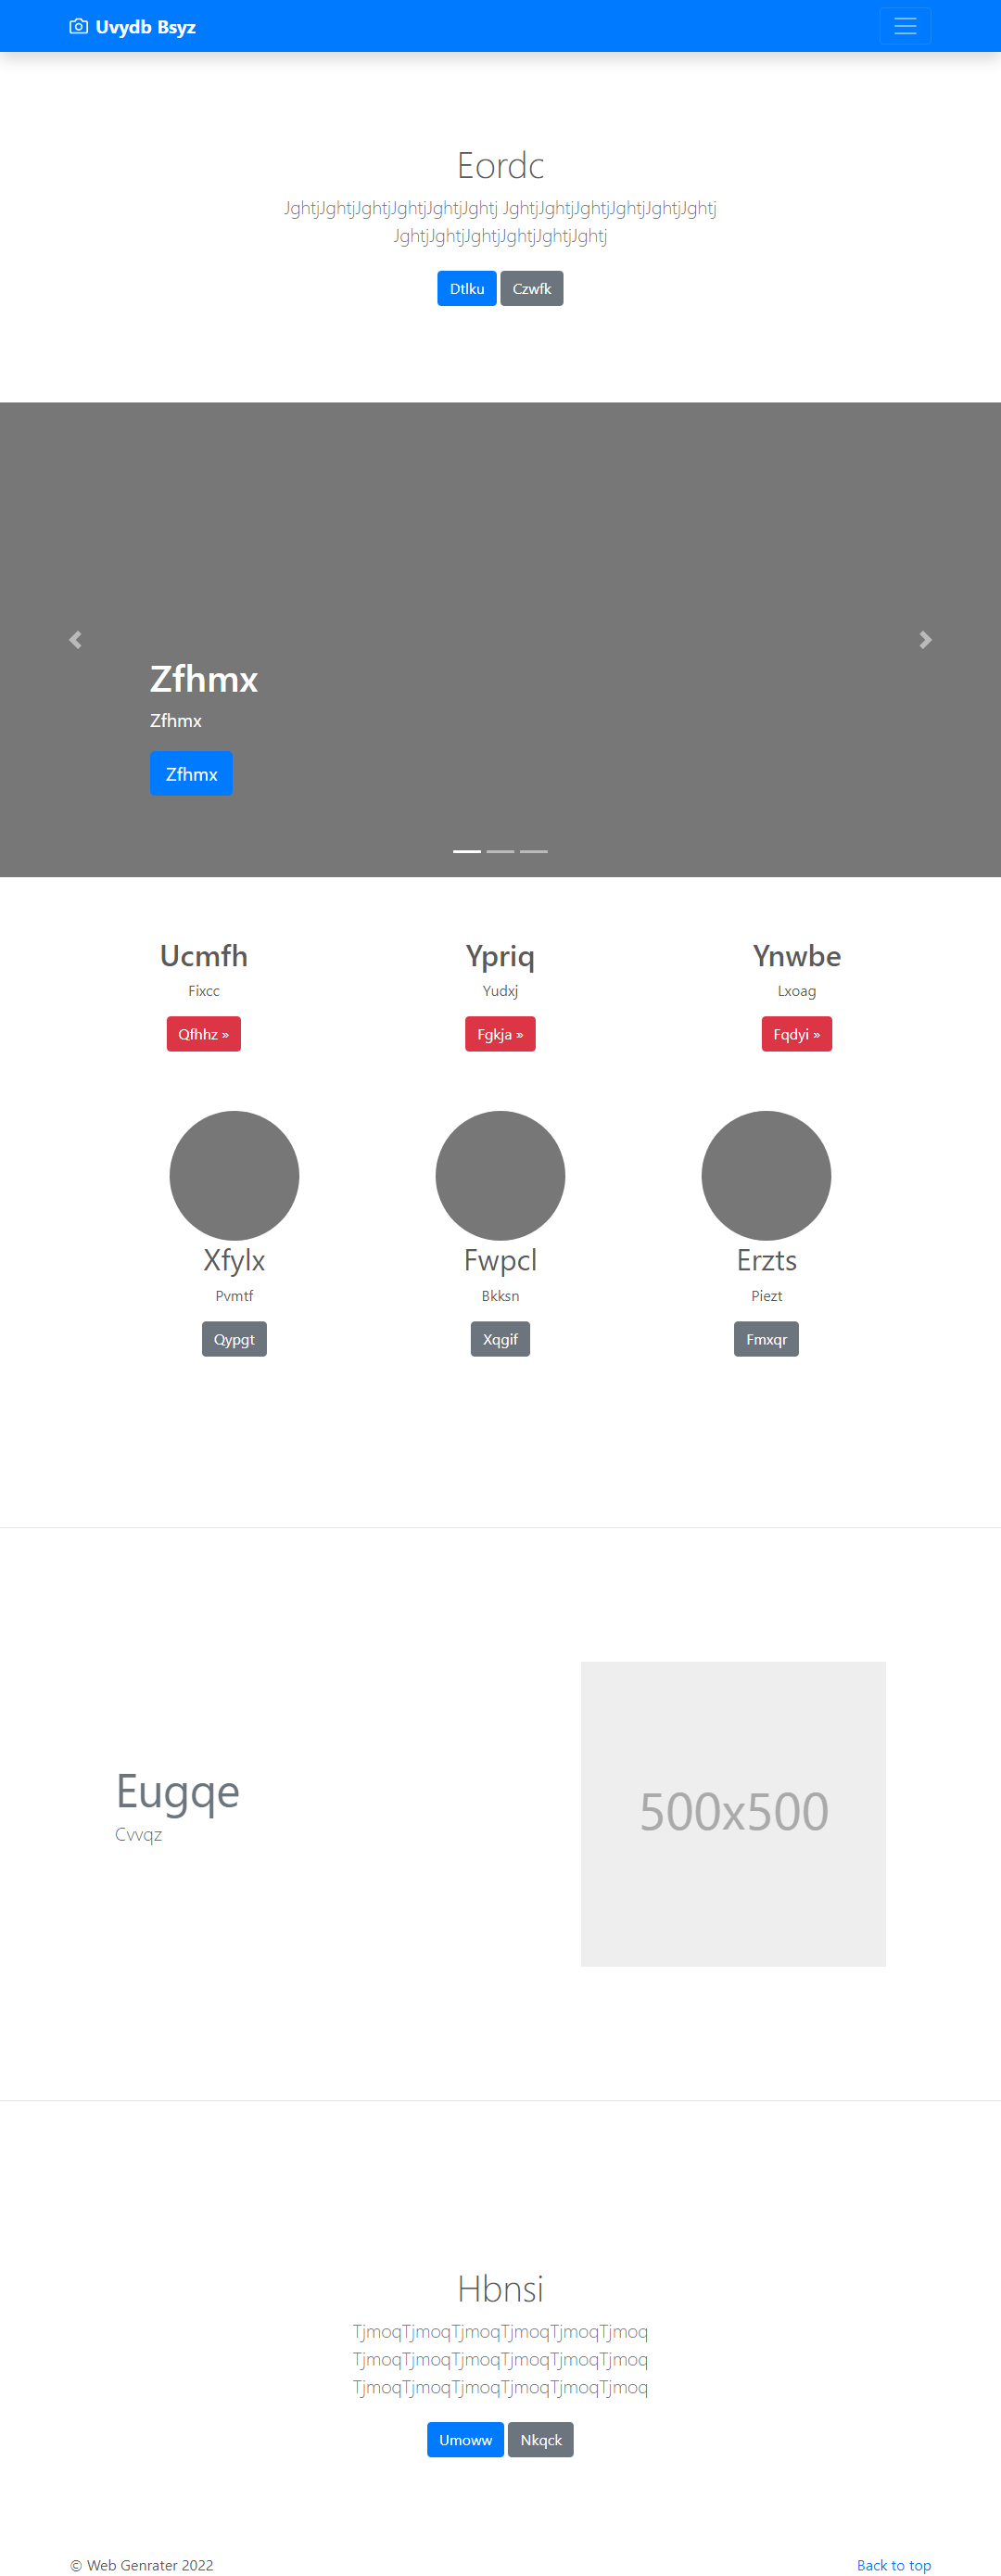 Uvydb Bsyz
Eordc
JghtjJghtjJghtjJghtjJghtjJghtj JghtjJghtjJghtjJghtjJghtjJghtj
JghtjJghtjJghtjJghtjJghtjJghtj
Dtlku Czwfk
Zfhmx
Zfhmx
Zfhmx
Ucmfh Ypriq Ynwbe
Fixcc Yudxj Lxoag
Qfhhz » Fgkja » Fqdyi »
Xfylx Fwpcl Erzts
Pvmtf Bkksn Piezt
Qypgt Xqgif Fmxqr
Eugqe
Cvvqz
500x500
Hbnsi
TjmoqTjmoqTjmoqTjmoqTjmoqTjmoq
TjmoqTjmoqTjmoqTjmoqTjmoqTjmoq
TjmoqTjmoqTjmoqTjmoqTjmoqTjmoq
Umoww Nkqck
© Web Genrater 2022 Back to top